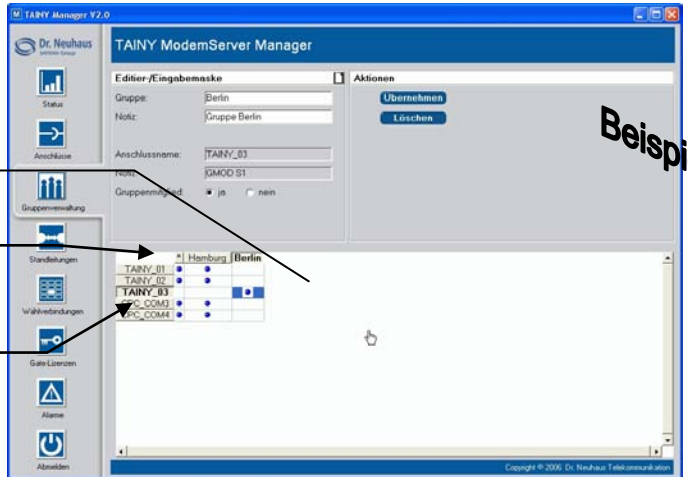 TAINY Manager V2.0
Dr. Neuhaus
TAINY ModemServer Manager
Status
Anschlüsse
Gruppenverwaltung
Standleitungen
Wählverbindungen
Gate-Lizenzen
Alarme
Abmelden
Editier-/Eingabemaske
Gruppe: Berlin
Notiz: Gruppe Berlin
Anschlussname: TAINY_03
Notiz: GMOD S1
Gruppenmitglied: ja nein
Aktionen
Übernehmen
Löschen
Beispi
* Hamburg Berlin
TAINY_01
TAINY_02
TAINY_03
CPC_COM3
CPC_COM4
Copyright © 2006 Dr. Neuhaus Telekommunikation